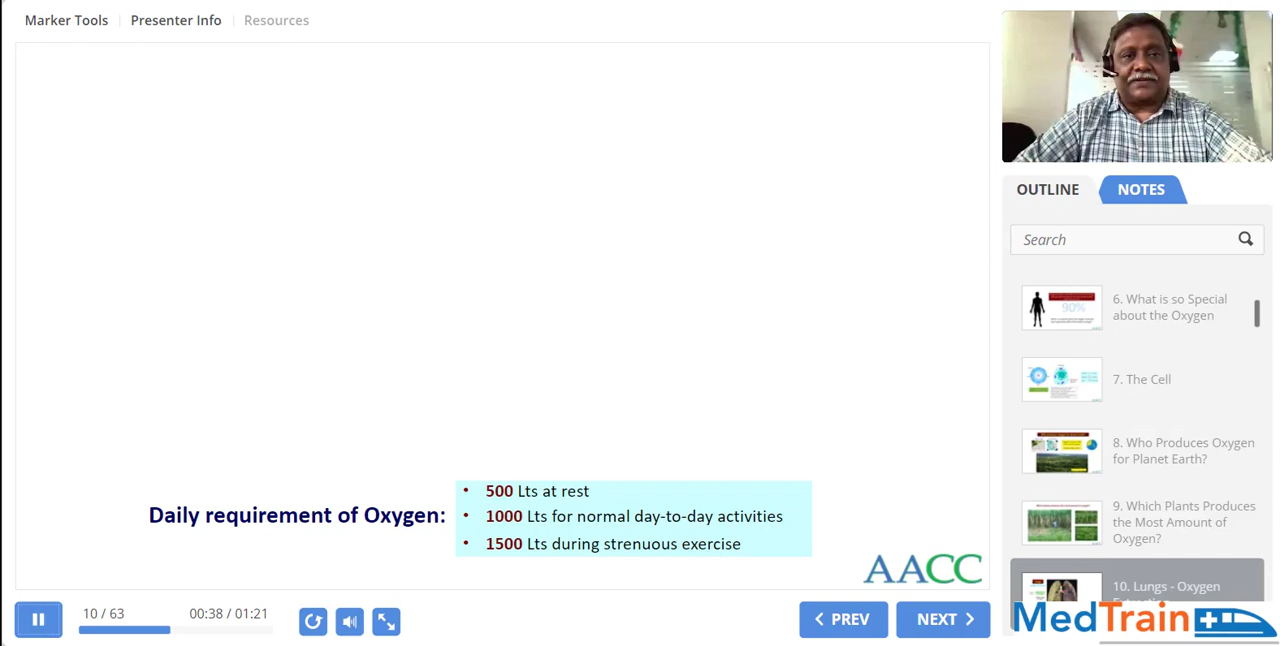 Marker Tools
Presenter Info
Resources
Daily requirement of Oxygen:
• 500 Lts at rest
• 1000 Lts for normal day-to-day activities
• 1500 Lts during strenuous exercise
AACC
10 / 63
00:38 / 01:21
PREV
NEXT
OUTLINE
NOTES
Search
90%
6. What is so Special
about the Oxygen
7. The Cell
8. Who Produces Oxygen
for Planet Earth?
9. Which Plants Produces
the Most Amount of
Oxygen?
10. Lungs - Oxygen
MedTrain